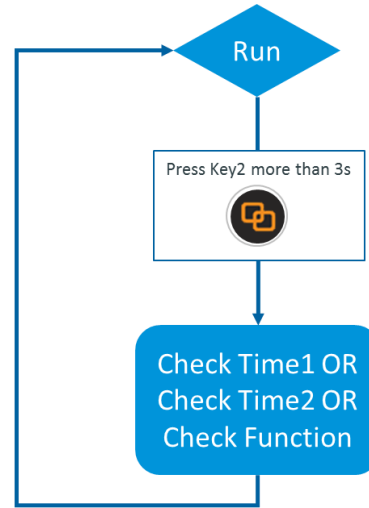 Run
Press Key2 more than 3s
Check Time1 OR
Check Time2 OR
Check Function